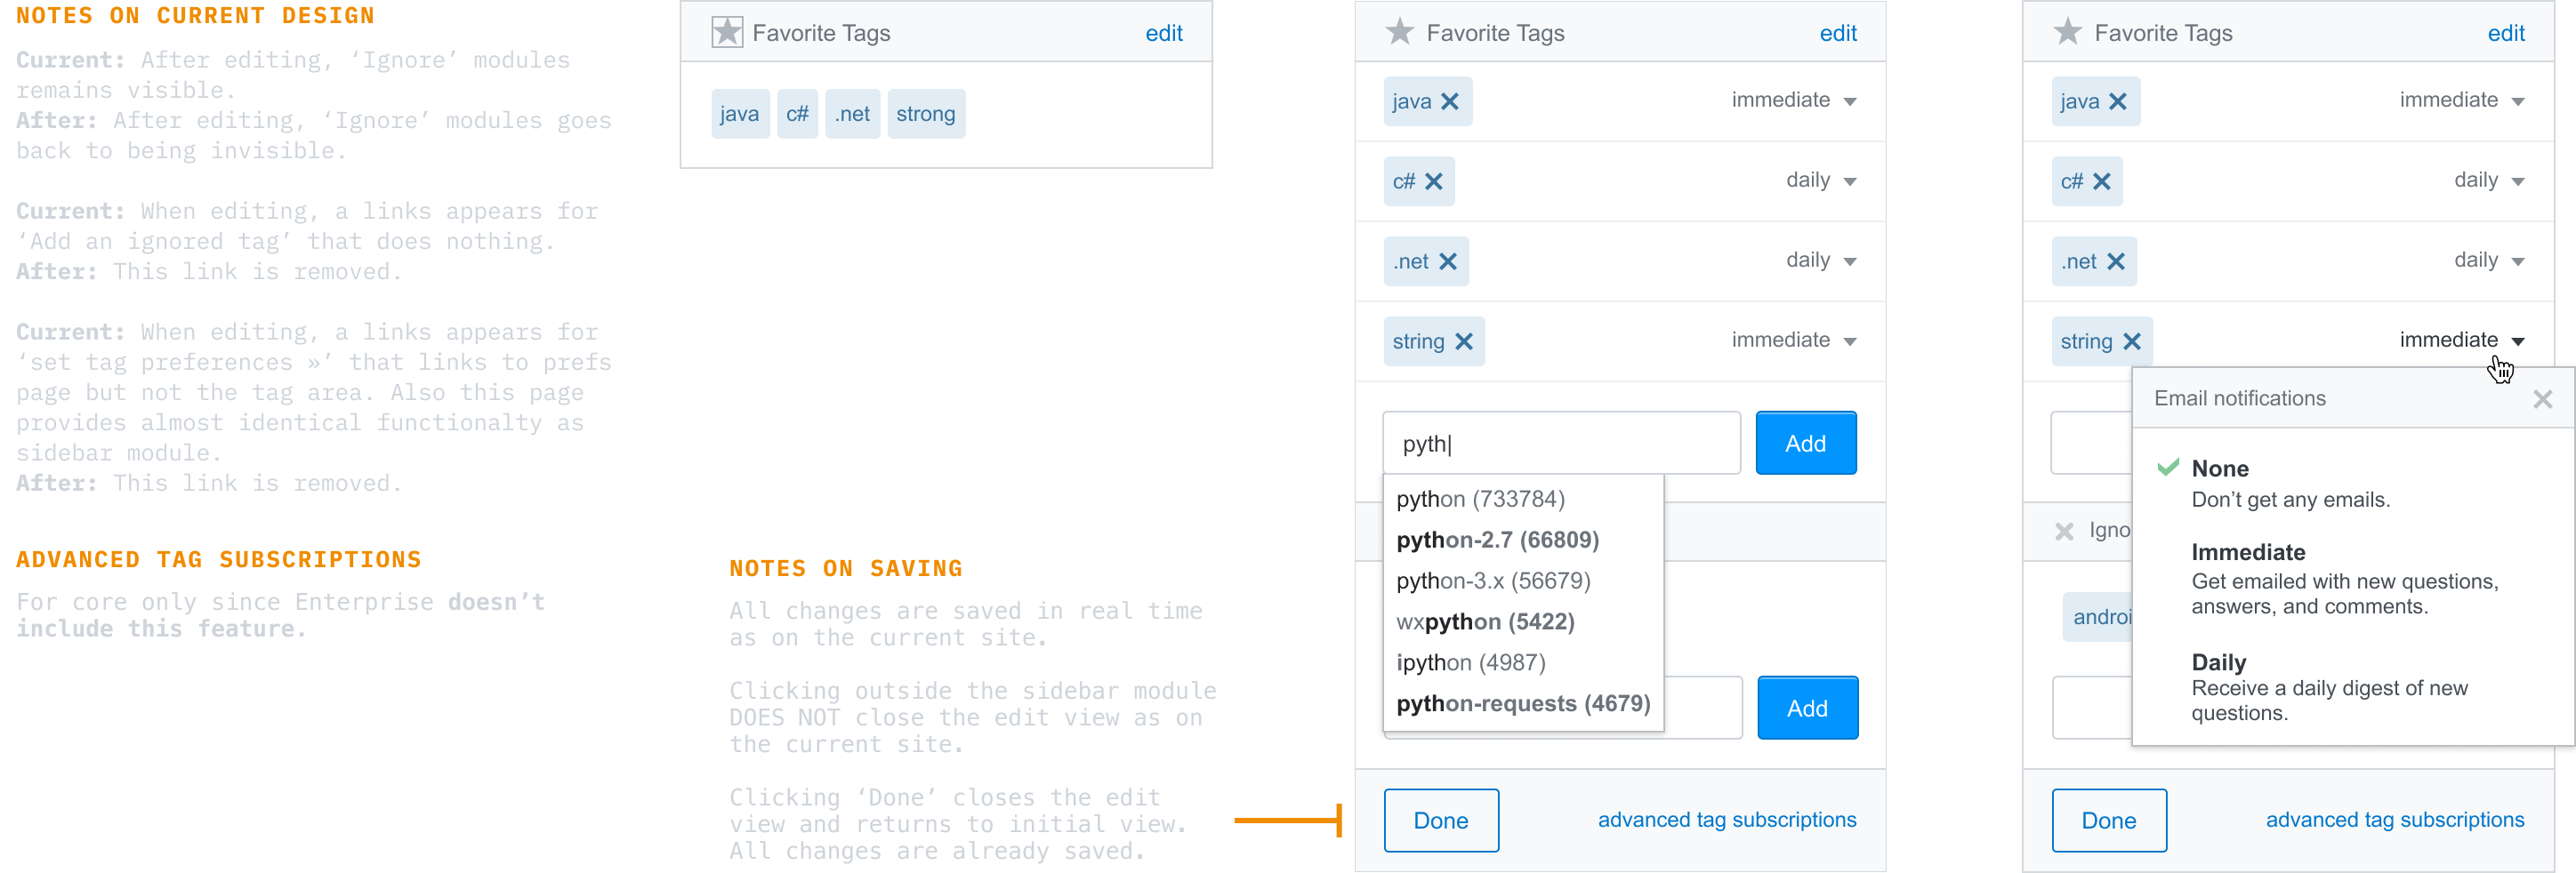 NOTES ON CURRENT DESIGN
Current: After editing, ‘Ignore’ modules
remains visible.
After: After editing, ‘Ignore’ modules goes
back to being invisible.
Current: When editing, a links appears for
‘Add an ignored tag’ that does nothing.
After: This link is removed.
Current: When editing, a links appears for
‘set tag preferences »’ that links to prefs
page but not the tag area. Also this page
provides almost identical functionalty as
sidebar module.
After: This link is removed.
ADVANCED TAG SUBSCRIPTIONS
For core only since Enterprise doesn’t
include this feature.
Favorite Tags edit
java c# .net strong
NOTES ON SAVING
All changes are saved in real time
as on the current site.
Clicking outside the sidebar module
DOES NOT close the edit view as on
the current site.
Clicking ‘Done’ closes the edit
view and returns to initial view.
All changes are already saved.
Favorite Tags edit
java immediate
c# daily
.net daily
string immediate
pyth Add
python (733784)
python-2.7 (66809)
python-3.x (56679)
wxpython (5422)
ipython (4987)
python-requests (4679)
Add
Done advanced tag subscriptions
Favorite Tags edit
java immediate
c# daily
.net daily
string immediate
Email notifications
None
Don’t get any emails.
Immediate
Get emailed with new questions,
answers, and comments.
Daily
Receive a daily digest of new
questions.
Igno
androi
Done advanced tag subscriptions